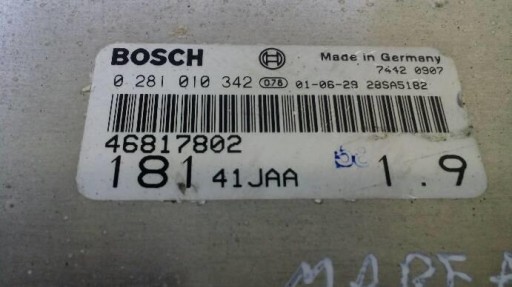 BOSCH Made in Germany
7442 0907
0 281 010 342 078 01-06-29 28SA5182
46817802
181 41JAA 1.9